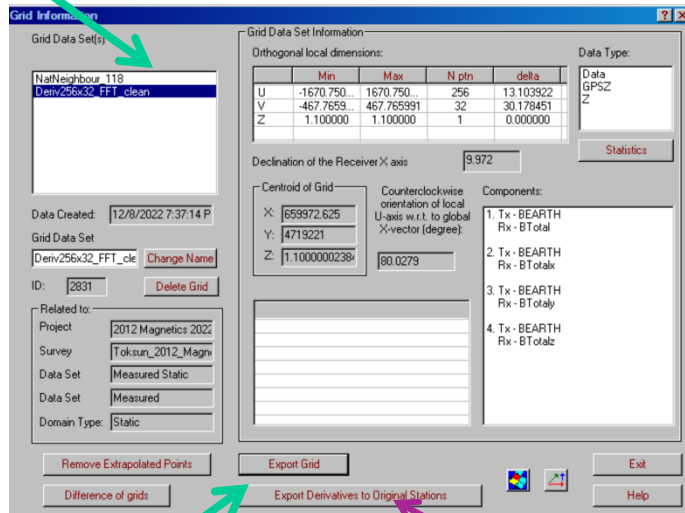 Grid Information
Grid Data Set(s)
NatNeighbour_118
Deriv256x32_FFT_clean
Data Created: 12/8/2022 7:37:14 P
Grid Data Set
Deriv256x32_FFT_cle Change Name
ID: 2831 Delete Grid
Related to:
Project 2012 Magnetics 2022
Survey Toksun_2012_Magn
Data Set Measured Static
Data Set Measured
Domain Type: Static
Grid Data Set Information
Orthogonal local dimensions:
Min Max N ptn delta
U -1670.750... 1670.750... 256 13.103922
V -467.7659... 467.765991 32 30.178451
Z 1.100000 1.100000 1 0.000000
Data Type:
Data
GPSZ
Z
Statistics
Declination of the Receiver X axis 9.972
Centroid of Grid
X: 659972.625
Y: 4719221
Z: 1.1000000238
Counterclockwise
orientation of local
U-axis w.r.t. to global
X-vector (degree):
80.0279
Components:
1. Tx - BEARTH
Rx - BTotal
2. Tx - BEARTH
Rx - BTotalx
3. Tx - BEARTH
Rx - BTotaly
4. Tx - BEARTH
Rx - BTotalz
Remove Extrapolated Points Export Grid Exit
Difference of grids Export Derivatives to Original Stations Help